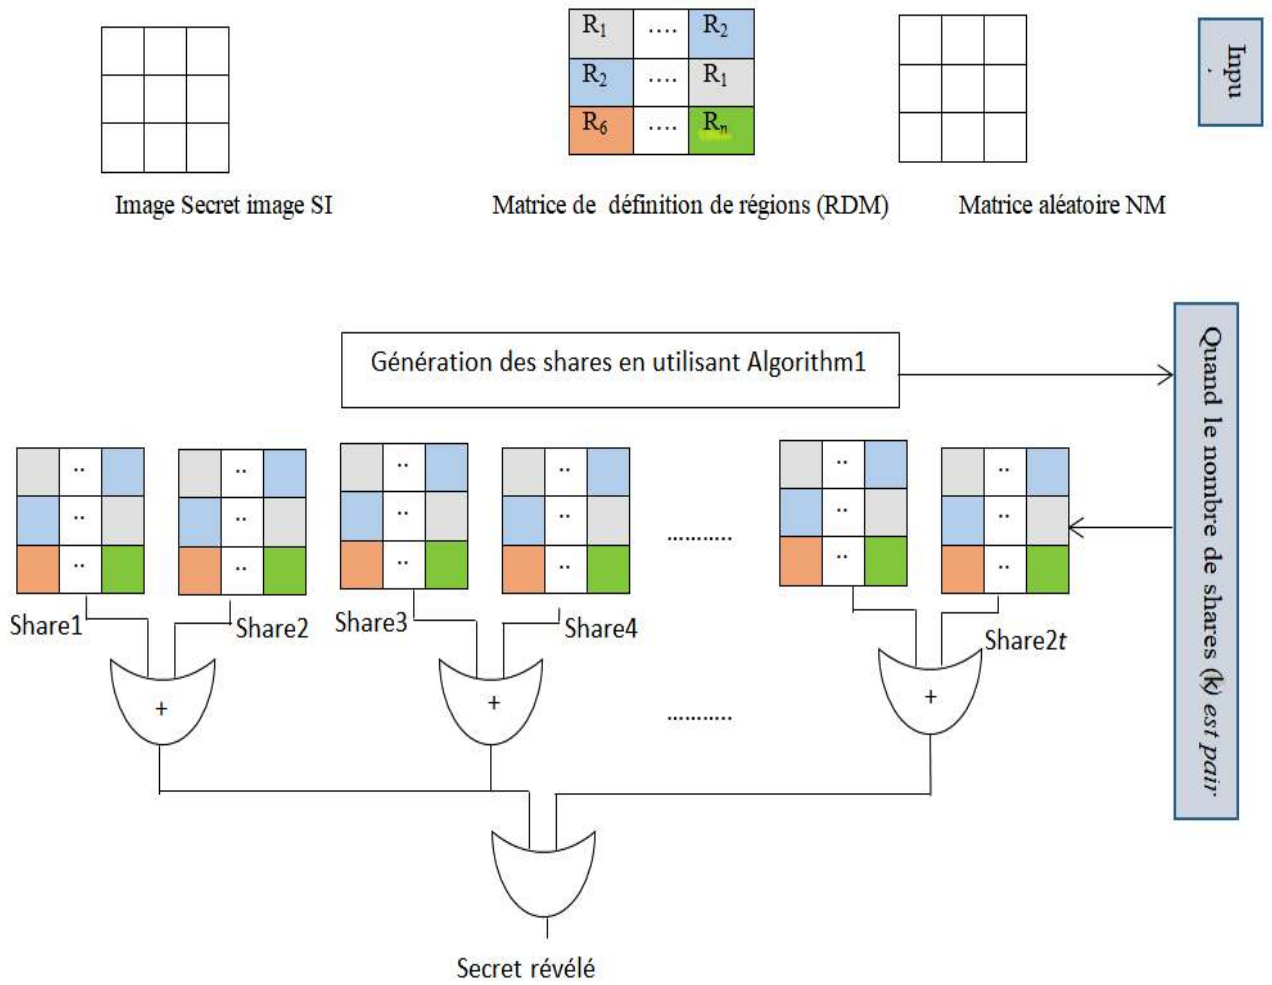 R1 .... R2
R2 .... R1
R6 .... Rn
Inpu
Image Secret image SI
Matrice de définition de régions (RDM)
Matrice aléatoire NM
Génération des shares en utilisant Algorithm1
Quand le nombre de shares (k) est pair
.. .. .. .. .. ..
.. .. .. .. .. ..
...........
.. .. .. .. .. ..
Share1
Share2
Share3
Share4
Share2t
+ + +
...........
Secret révélé